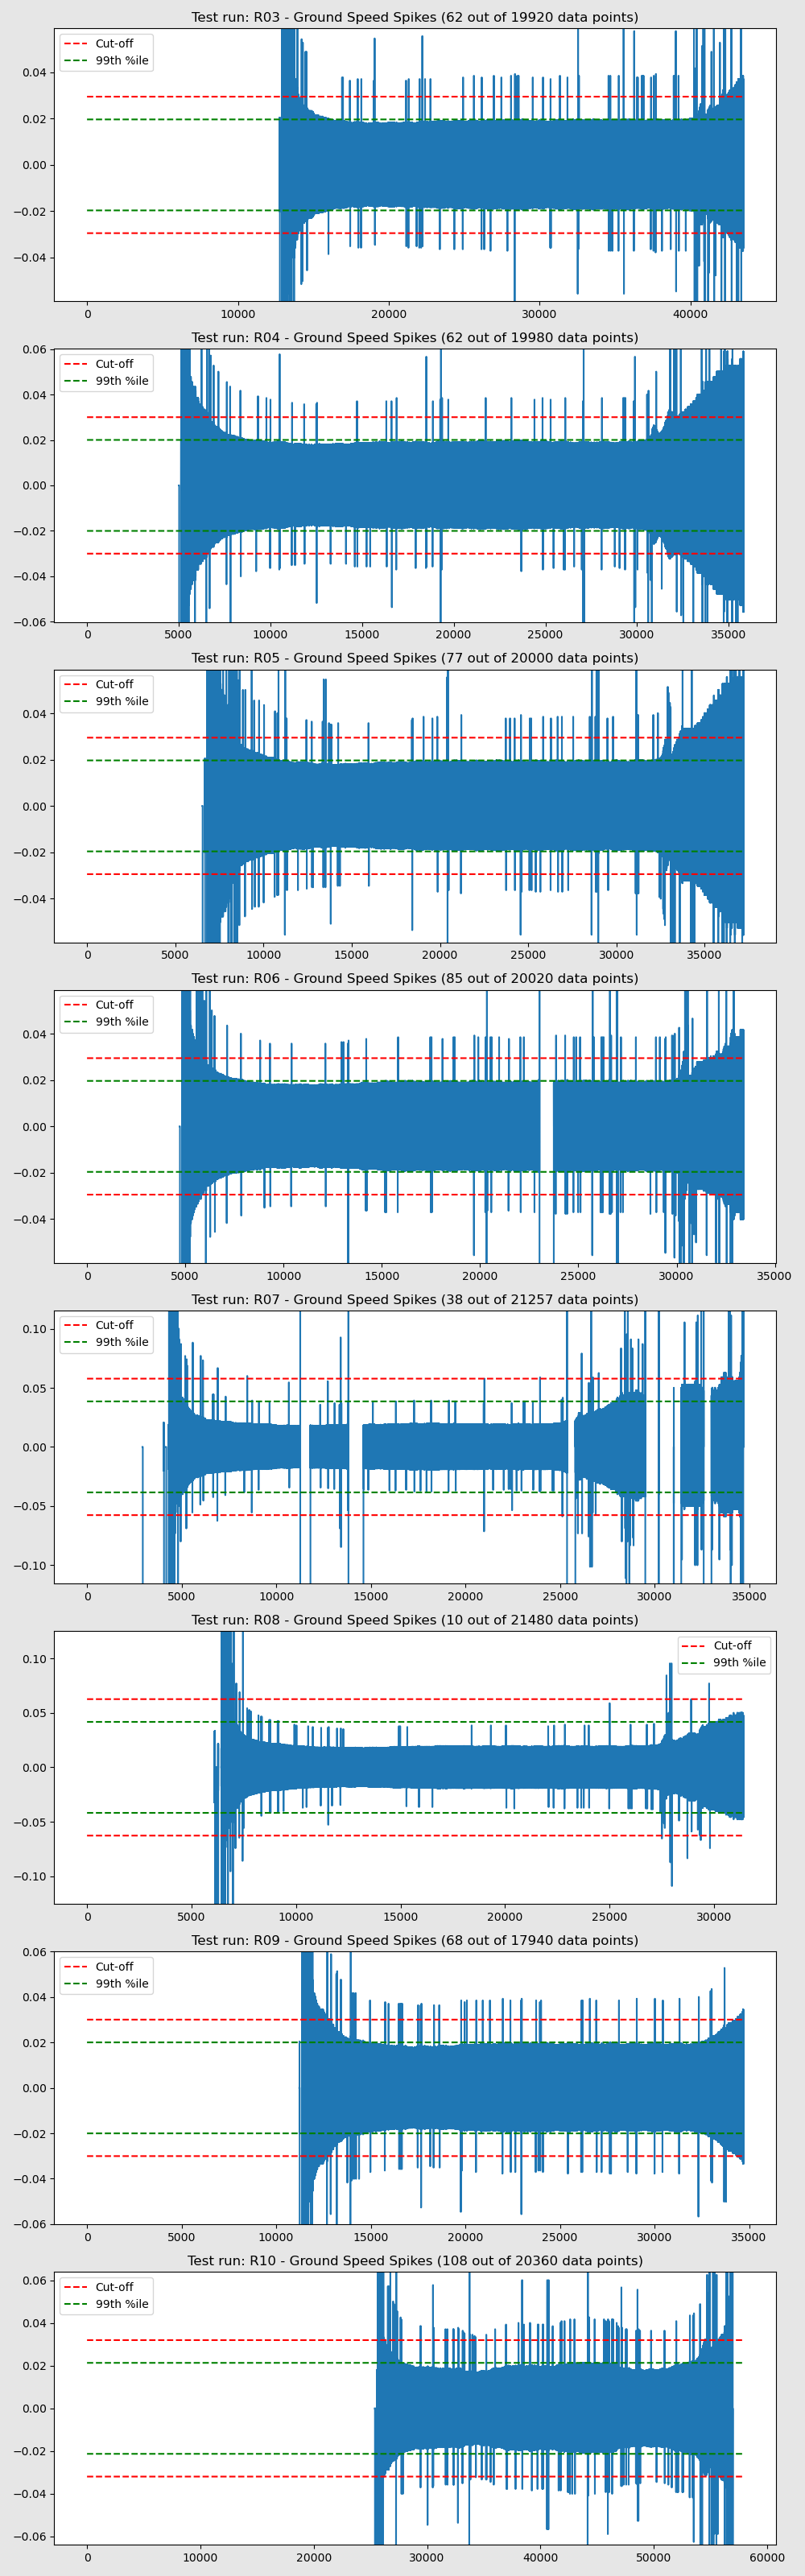 Test run: R03 - Ground Speed Spikes (62 out of 19920 data points)
Cut-off
99th %ile
0.04
0.02
0.00
−0.02
−0.04
0 10000 20000 30000 40000
Test run: R04 - Ground Speed Spikes (62 out of 19980 data points)
Cut-off
99th %ile
0.06
0.04
0.02
0.00
−0.02
−0.04
−0.06
0 5000 10000 15000 20000 25000 30000 35000
Test run: R05 - Ground Speed Spikes (77 out of 20000 data points)
Cut-off
99th %ile
0.04
0.02
0.00
−0.02
−0.04
0 5000 10000 15000 20000 25000 30000 35000
Test run: R06 - Ground Speed Spikes (85 out of 20020 data points)
Cut-off
99th %ile
0.04
0.02
0.00
−0.02
−0.04
0 5000 10000 15000 20000 25000 30000 35000
Test run: R07 - Ground Speed Spikes (38 out of 21257 data points)
Cut-off
99th %ile
0.10
0.05
0.00
−0.05
−0.10
0 5000 10000 15000 20000 25000 30000 35000
Test run: R08 - Ground Speed Spikes (10 out of 21480 data points)
Cut-off
99th %ile
0.10
0.05
0.00
−0.05
−0.10
0 5000 10000 15000 20000 25000 30000
Test run: R09 - Ground Speed Spikes (68 out of 17940 data points)
Cut-off
99th %ile
0.06
0.04
0.02
0.00
−0.02
−0.04
−0.06
0 5000 10000 15000 20000 25000 30000 35000
Test run: R10 - Ground Speed Spikes (108 out of 20360 data points)
Cut-off
99th %ile
0.06
0.04
0.02
0.00
−0.02
−0.04
−0.06
0 10000 20000 30000 40000 50000 60000